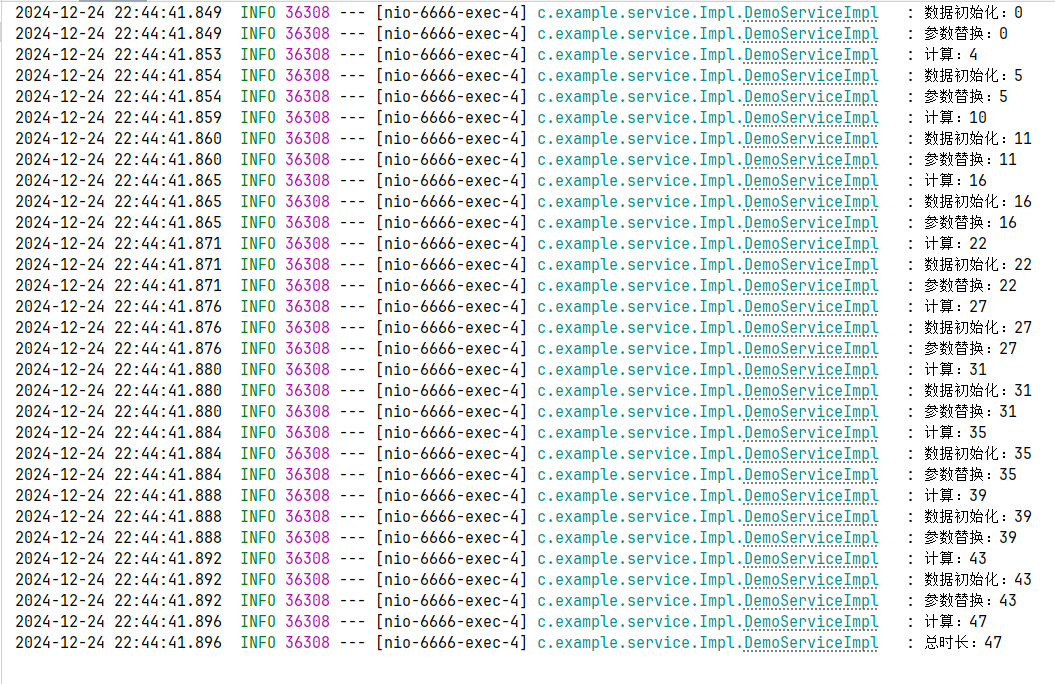 2024-12-24 22:44:41.849  INFO 36308 --- [nio-6666-exec-4] c.example.service.Impl.DemoServiceImpl   : 数据初始化：0
2024-12-24 22:44:41.849  INFO 36308 --- [nio-6666-exec-4] c.example.service.Impl.DemoServiceImpl   : 参数替换：0
2024-12-24 22:44:41.853  INFO 36308 --- [nio-6666-exec-4] c.example.service.Impl.DemoServiceImpl   : 计算：4
2024-12-24 22:44:41.854  INFO 36308 --- [nio-6666-exec-4] c.example.service.Impl.DemoServiceImpl   : 数据初始化：5
2024-12-24 22:44:41.854  INFO 36308 --- [nio-6666-exec-4] c.example.service.Impl.DemoServiceImpl   : 参数替换：5
2024-12-24 22:44:41.859  INFO 36308 --- [nio-6666-exec-4] c.example.service.Impl.DemoServiceImpl   : 计算：10
2024-12-24 22:44:41.860  INFO 36308 --- [nio-6666-exec-4] c.example.service.Impl.DemoServiceImpl   : 数据初始化：11
2024-12-24 22:44:41.860  INFO 36308 --- [nio-6666-exec-4] c.example.service.Impl.DemoServiceImpl   : 参数替换：11
2024-12-24 22:44:41.865  INFO 36308 --- [nio-6666-exec-4] c.example.service.Impl.DemoServiceImpl   : 计算：16
2024-12-24 22:44:41.865  INFO 36308 --- [nio-6666-exec-4] c.example.service.Impl.DemoServiceImpl   : 数据初始化：16
2024-12-24 22:44:41.865  INFO 36308 --- [nio-6666-exec-4] c.example.service.Impl.DemoServiceImpl   : 参数替换：16
2024-12-24 22:44:41.871  INFO 36308 --- [nio-6666-exec-4] c.example.service.Impl.DemoServiceImpl   : 计算：22
2024-12-24 22:44:41.871  INFO 36308 --- [nio-6666-exec-4] c.example.service.Impl.DemoServiceImpl   : 数据初始化：22
2024-12-24 22:44:41.871  INFO 36308 --- [nio-6666-exec-4] c.example.service.Impl.DemoServiceImpl   : 参数替换：22
2024-12-24 22:44:41.876  INFO 36308 --- [nio-6666-exec-4] c.example.service.Impl.DemoServiceImpl   : 计算：27
2024-12-24 22:44:41.876  INFO 36308 --- [nio-6666-exec-4] c.example.service.Impl.DemoServiceImpl   : 数据初始化：27
2024-12-24 22:44:41.876  INFO 36308 --- [nio-6666-exec-4] c.example.service.Impl.DemoServiceImpl   : 参数替换：27
2024-12-24 22:44:41.880  INFO 36308 --- [nio-6666-exec-4] c.example.service.Impl.DemoServiceImpl   : 计算：31
2024-12-24 22:44:41.880  INFO 36308 --- [nio-6666-exec-4] c.example.service.Impl.DemoServiceImpl   : 数据初始化：31
2024-12-24 22:44:41.880  INFO 36308 --- [nio-6666-exec-4] c.example.service.Impl.DemoServiceImpl   : 参数替换：31
2024-12-24 22:44:41.884  INFO 36308 --- [nio-6666-exec-4] c.example.service.Impl.DemoServiceImpl   : 计算：35
2024-12-24 22:44:41.884  INFO 36308 --- [nio-6666-exec-4] c.example.service.Impl.DemoServiceImpl   : 数据初始化：35
2024-12-24 22:44:41.884  INFO 36308 --- [nio-6666-exec-4] c.example.service.Impl.DemoServiceImpl   : 参数替换：35
2024-12-24 22:44:41.888  INFO 36308 --- [nio-6666-exec-4] c.example.service.Impl.DemoServiceImpl   : 计算：39
2024-12-24 22:44:41.888  INFO 36308 --- [nio-6666-exec-4] c.example.service.Impl.DemoServiceImpl   : 数据初始化：39
2024-12-24 22:44:41.888  INFO 36308 --- [nio-6666-exec-4] c.example.service.Impl.DemoServiceImpl   : 参数替换：39
2024-12-24 22:44:41.892  INFO 36308 --- [nio-6666-exec-4] c.example.service.Impl.DemoServiceImpl   : 计算：43
2024-12-24 22:44:41.892  INFO 36308 --- [nio-6666-exec-4] c.example.service.Impl.DemoServiceImpl   : 数据初始化：43
2024-12-24 22:44:41.892  INFO 36308 --- [nio-6666-exec-4] c.example.service.Impl.DemoServiceImpl   : 参数替换：43
2024-12-24 22:44:41.896  INFO 36308 --- [nio-6666-exec-4] c.example.service.Impl.DemoServiceImpl   : 计算：47
2024-12-24 22:44:41.896  INFO 36308 --- [nio-6666-exec-4] c.example.service.Impl.DemoServiceImpl   : 总时长：47